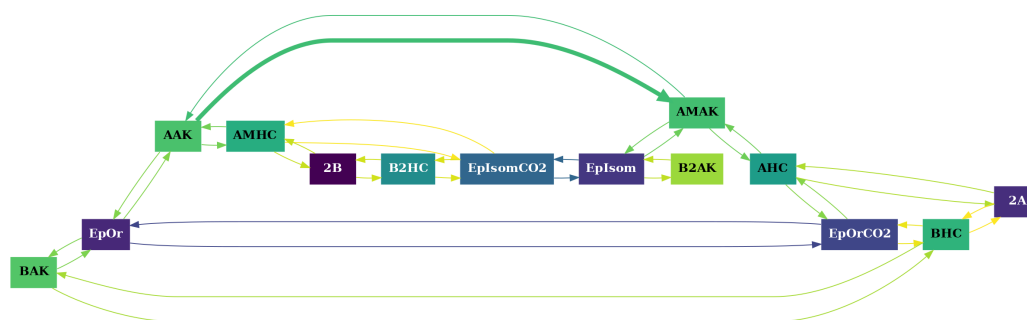 AMAK
AAK
AMHC
2B
B2HC
EpIsomCO2
EpIsom
B2AK
AHC
2A
EpOr
EpOrCO2
BHC
BAK